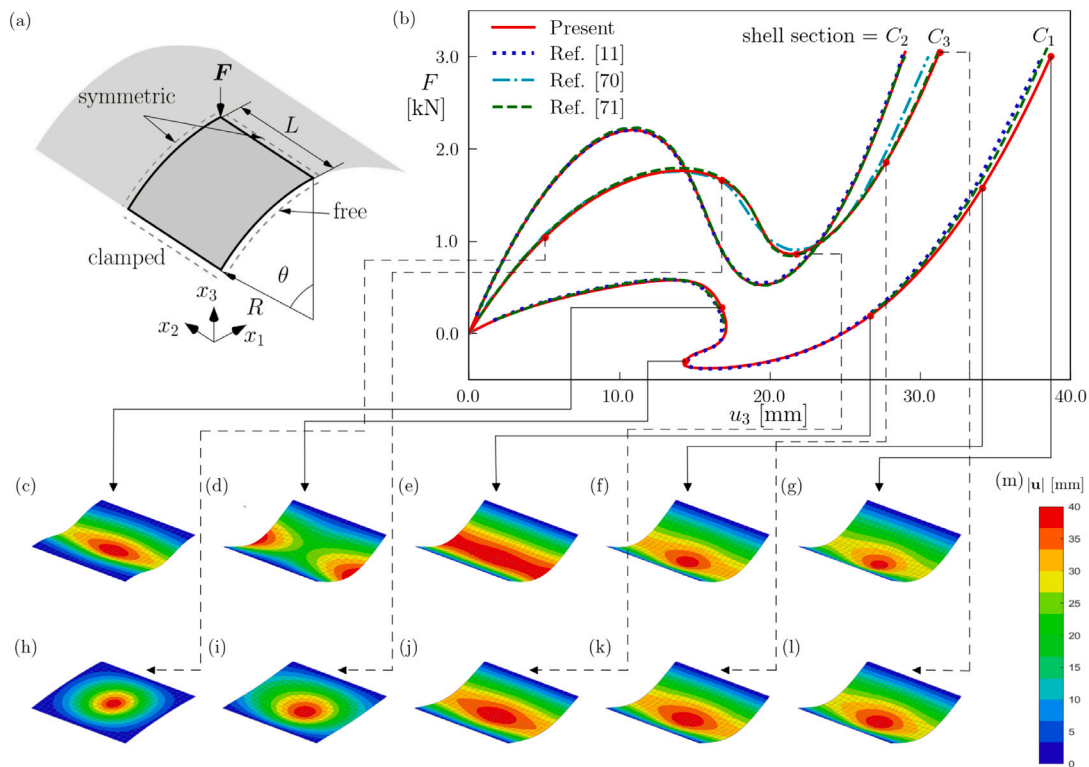 (a)
F
symmetric
L
free
clamped
θ
R
x3
x2
x1
(b)
Present
Ref. [11]
Ref. [70]
Ref. [71]
shell section = C2 C3 C1
F
[kN]
3.0
2.0
1.0
0.0
0.0 10.0 20.0 30.0 40.0
u3 [mm]
(c) (d) (e) (f) (g)
(h) (i) (j) (k) (l)
(m) |u| [mm]
40
35
30
25
20
15
10
5
0